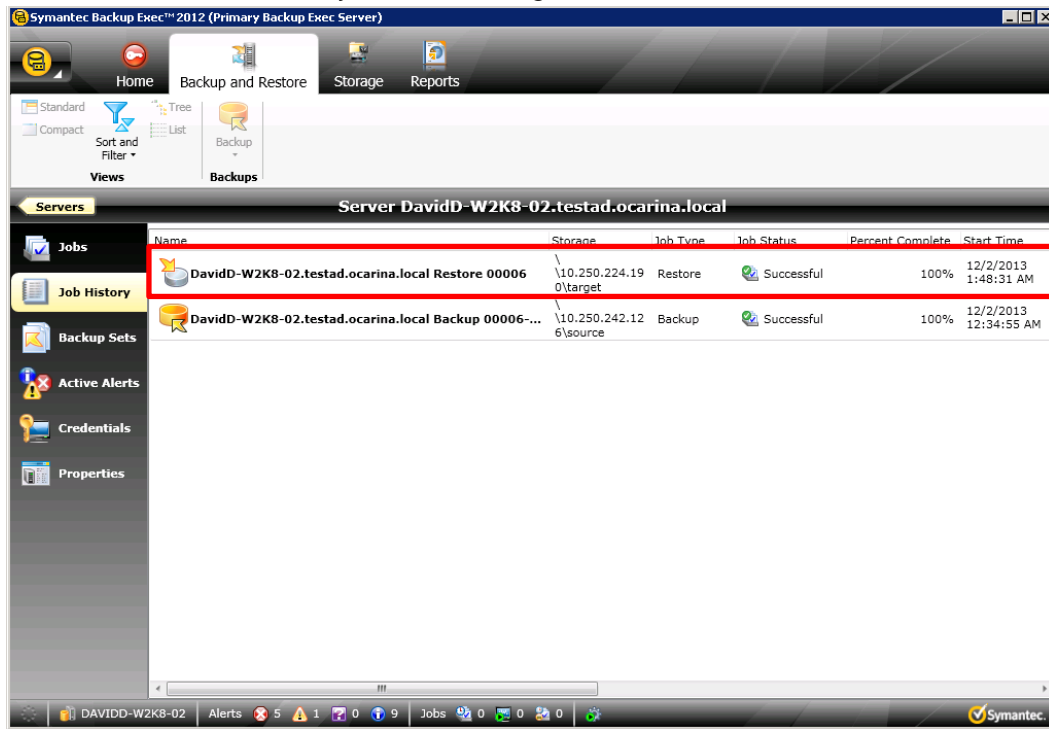 Symantec Backup Exec™ 2012 (Primary Backup Exec Server)
Home
Backup and Restore
Storage
Reports
Standard
Compact
Sort and
Filter
Tree
List
Backup
Views
Backups
Servers
Server DavidD-W2K8-02.testad.ocarina.local
Jobs
Job History
Backup Sets
Active Alerts
Credentials
Properties
Name Storage Job Type Job Status Percent Complete Start Time
DavidD-W2K8-02.testad.ocarina.local Restore 00006
\
\10.250.224.19
0\target
Restore
Successful
100%
12/2/2013
1:48:31 AM
DavidD-W2K8-02.testad.ocarina.local Backup 00006-...
\
\10.250.242.12
6\source
Backup
Successful
100%
12/2/2013
12:34:55 AM
DAVIDD-W2K8-02 Alerts 5 1 0 9 Jobs 0 0 0
Symantec.